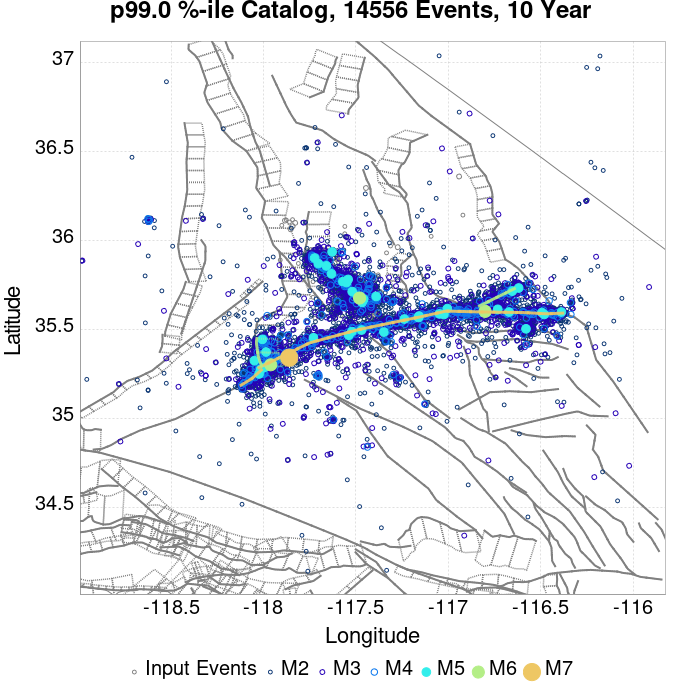 p99.0 %-ile Catalog, 14556 Events, 10 Year
37
36.5
36
35.5
35
34.5
Latitude
-118.5 -118 -117.5 -117 -116.5 -116
Longitude
Input Events M2 M3 M4 M5 M6 M7